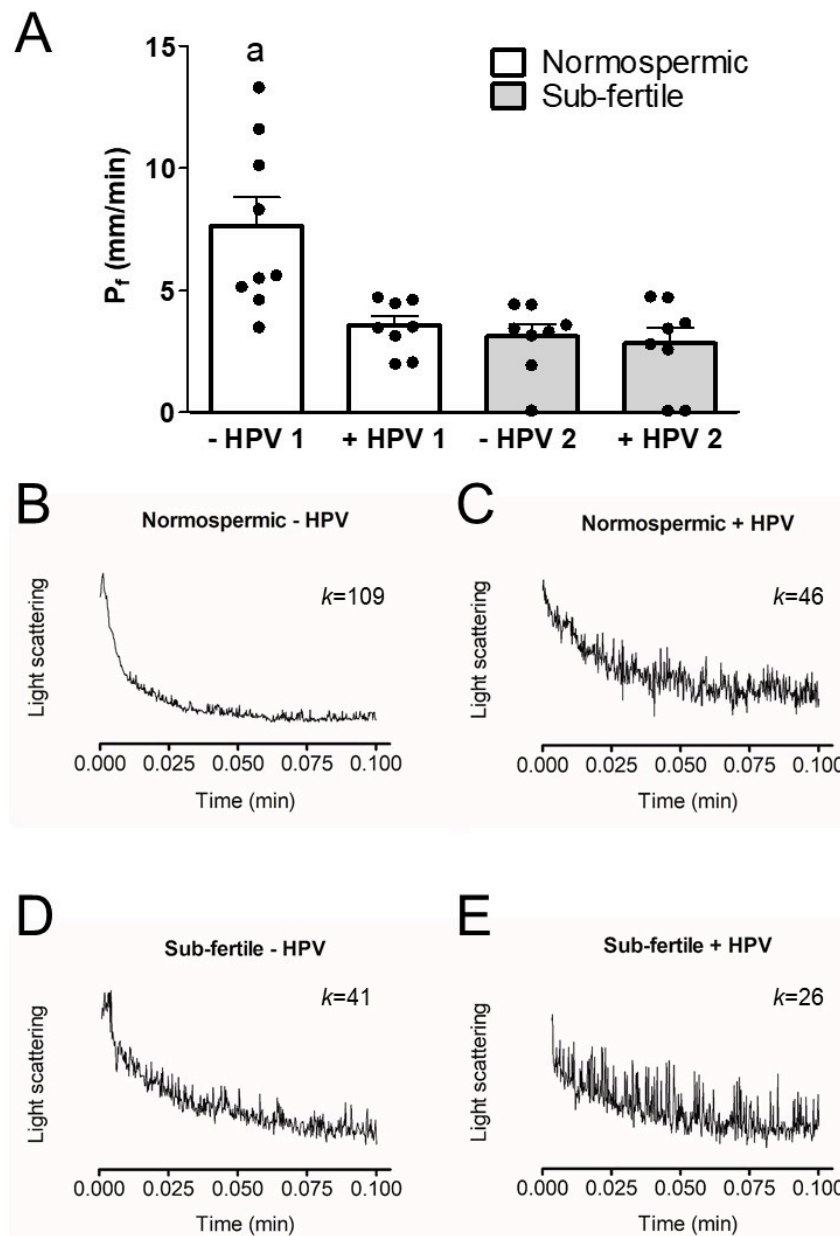 A
15
10
5
0
P_f (mm/min)
a
Normospermic
Sub-fertile
- HPV 1 + HPV 1 - HPV 2 + HPV 2
B
Normospermic - HPV
k=109
Light scattering
0.000 0.025 0.050 0.075 0.100
Time (min)
C
Normospermic + HPV
k=46
Light scattering
0.000 0.025 0.050 0.075 0.100
Time (min)
D
Sub-fertile - HPV
k=41
Light scattering
0.000 0.025 0.050 0.075 0.100
Time (min)
E
Sub-fertile + HPV
k=26
Light scattering
0.000 0.025 0.050 0.075 0.100
Time (min)